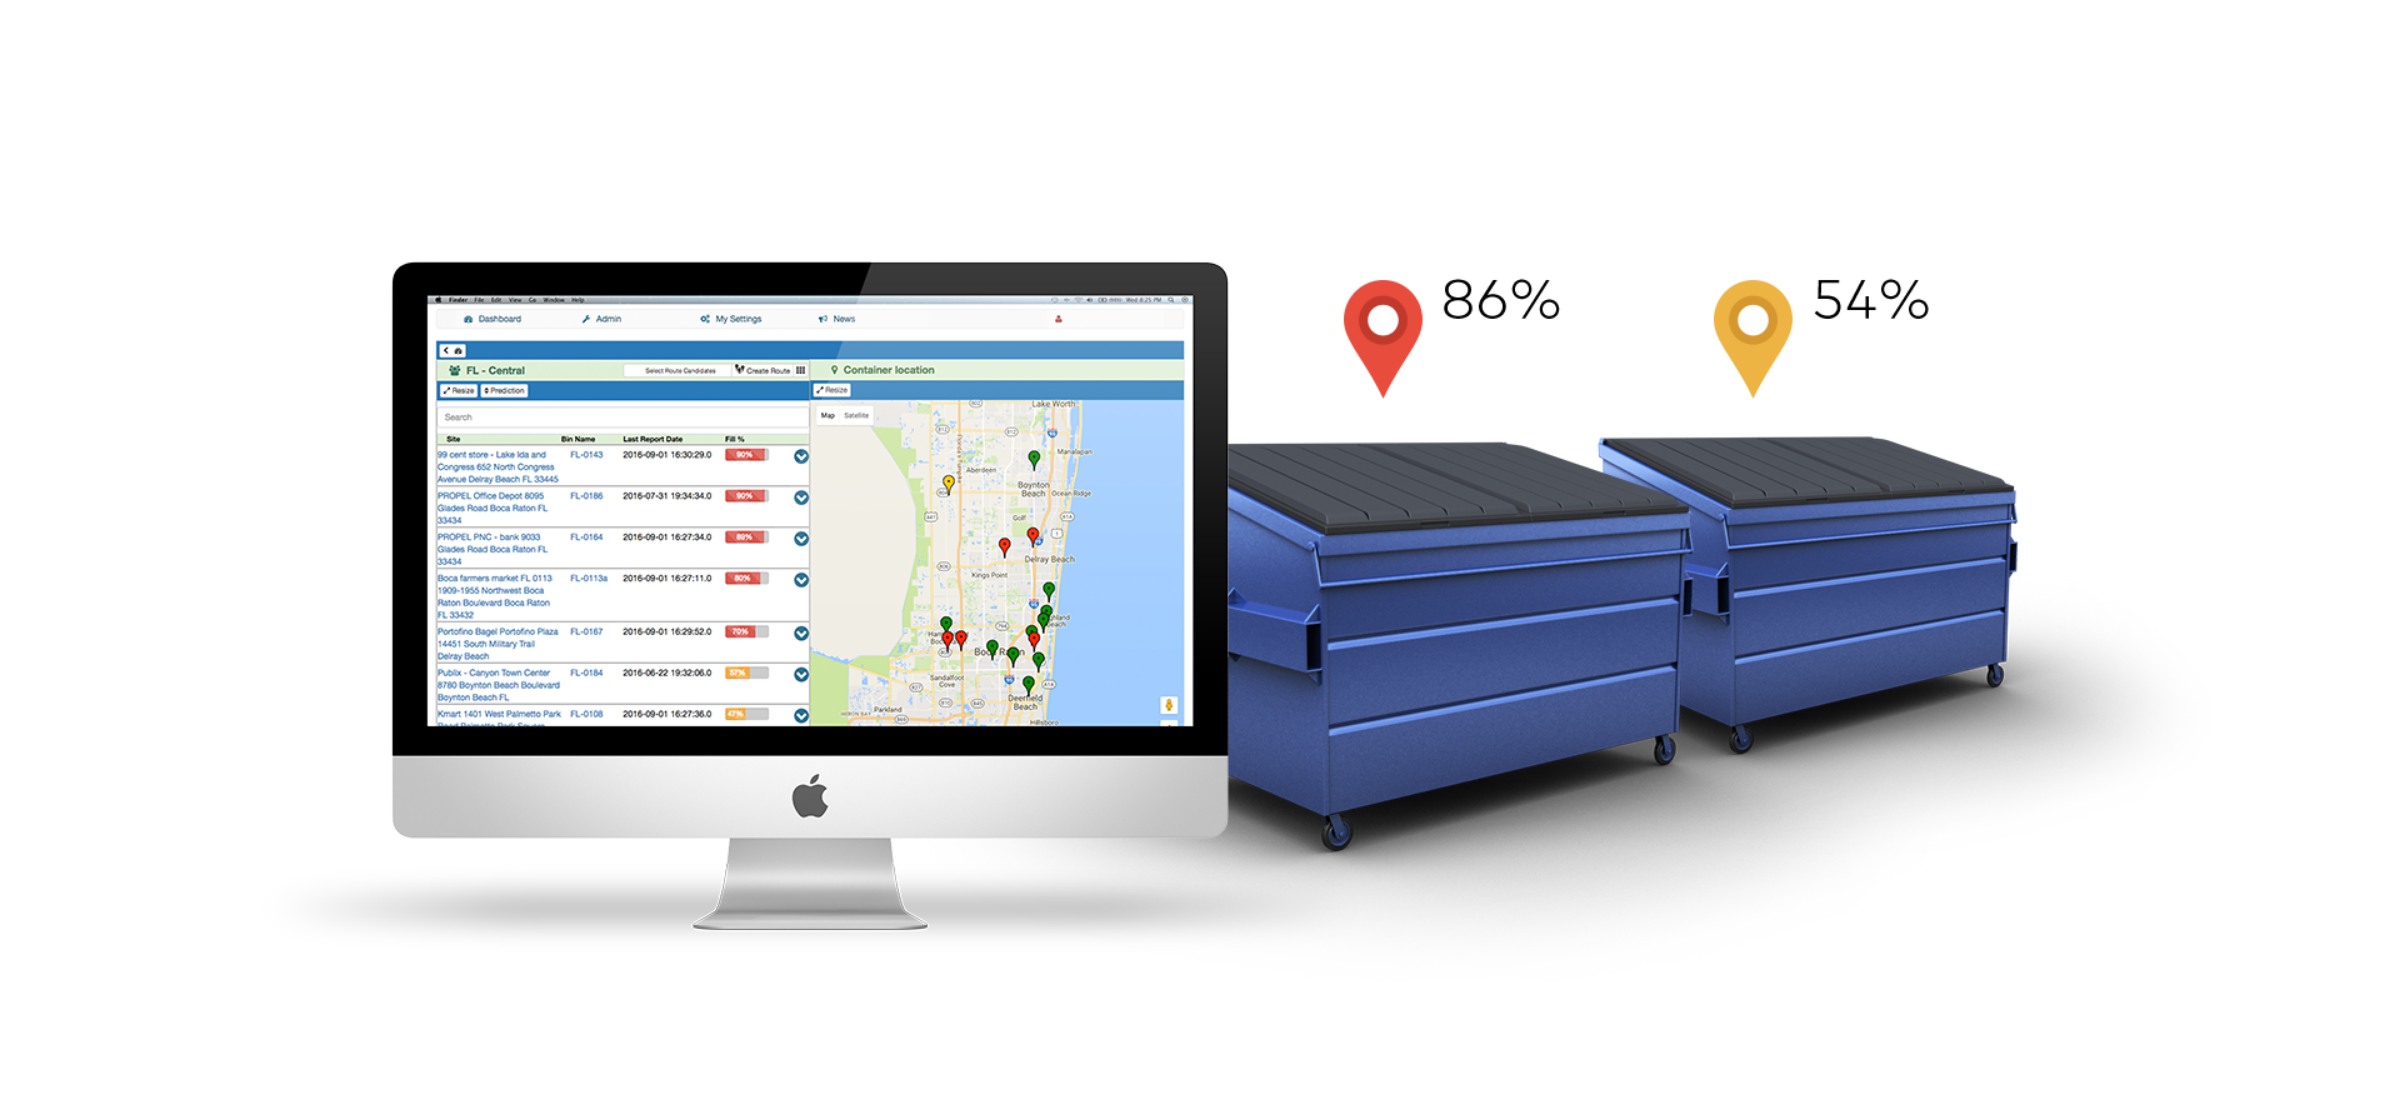 Finder File Edit View Go Window Help
Wed 8:25 PM
Dashboard Admin My Settings News
FL - Central
Select Route Candidates Create Route
Container location
Resize Prediction
Resize
Search
Map Satellite
Site Bin Name Last Report Date Fill %
99 cent store - Lake Ida and
Congress 652 North Congress
Avenue Delray Beach FL 33445
FL-0143 2016-09-01 16:30:29.0 90%
PROPEL Office Depot 8095
Glades Road Boca Raton FL
33434
FL-0186 2016-07-31 19:34:34.0 90%
PROPEL PNC - bank 9033
Glades Road Boca Raton FL
33434
FL-0164 2016-09-01 16:27:34.0 89%
Boca farmers market FL 0113
1909-1955 Northwest Boca
Raton Boulevard Boca Raton
FL 33432
FL-0113a 2016-09-01 16:27:11.0 80%
Portofino Bagel Portofino Plaza
14451 South Military Trail
Delray Beach
FL-0167 2016-09-01 16:29:52.0 70%
Publix - Canyon Town Center
8780 Boynton Beach Boulevard
Boynton Beach FL
FL-0184 2016-06-22 19:32:06.0 57%
Kmart 1401 West Palmetto Park
FL-0108 2016-09-01 16:27:36.0 47%
Lake Worth
Manalapan
Aberdeen
Boynton
Beach
Ocean Ridge
Golf
Delray Beach
Kings Point
Sandalfoot
Cove
Deerfield
Beach
Parkland
Hillsboro
86%
54%